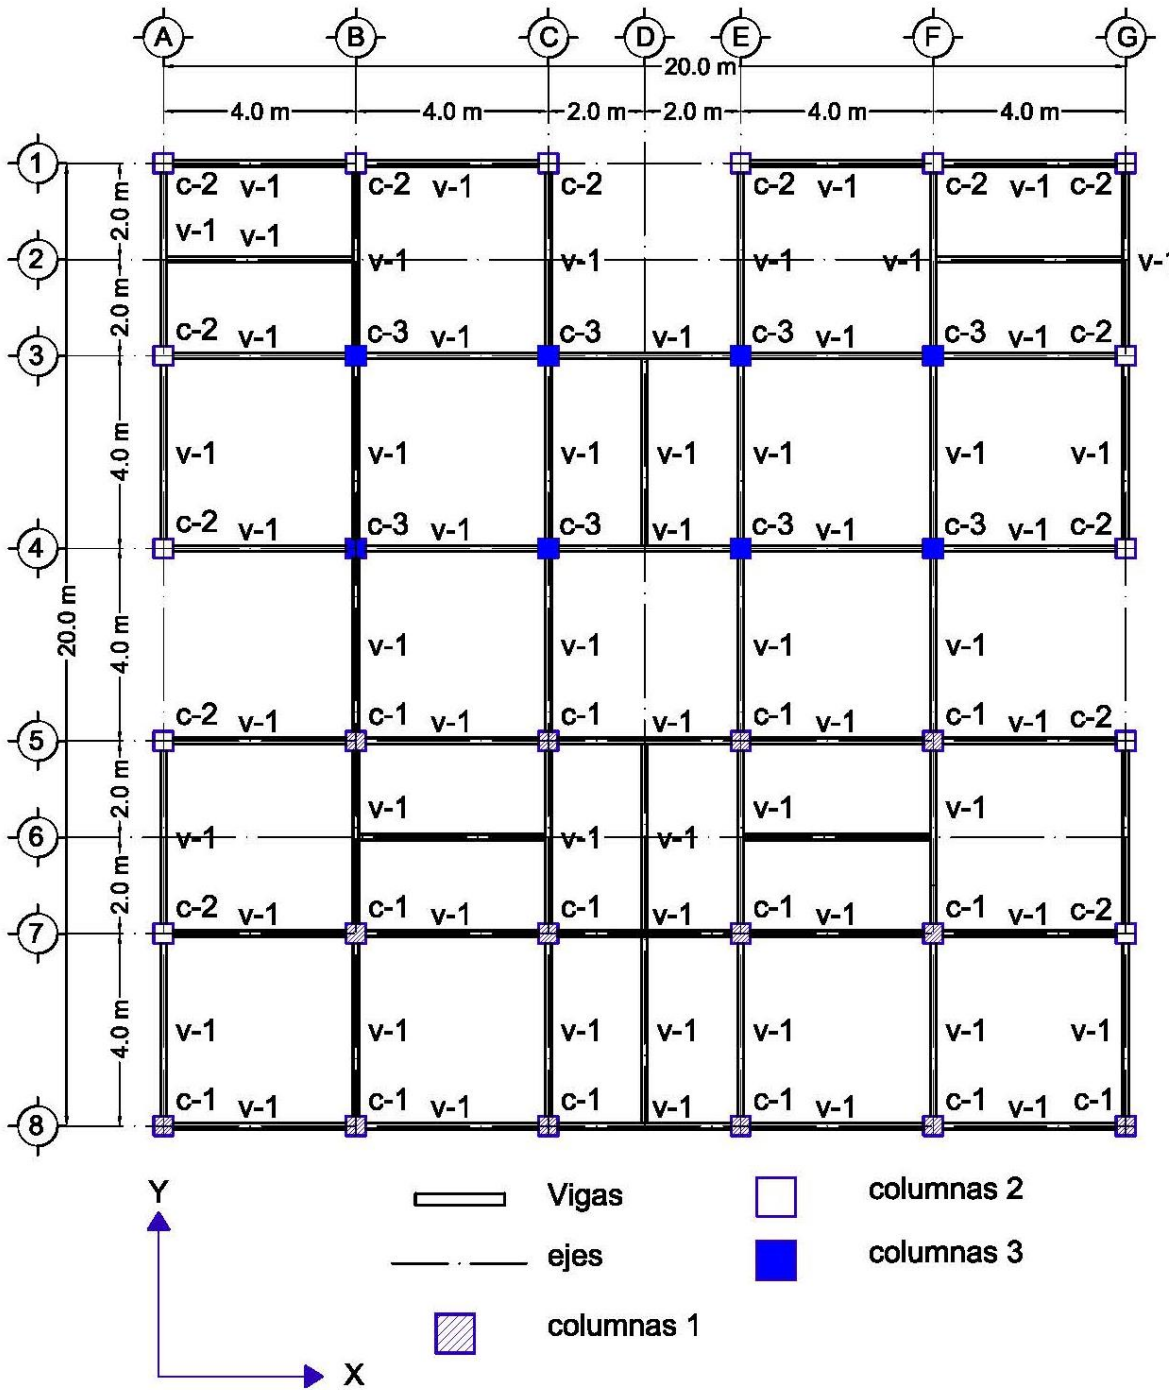 A B C D E F G
20.0 m
4.0 m 4.0 m 2.0 m 2.0 m 4.0 m 4.0 m
1
c-2 v-1 c-2 v-1 c-2 c-2 v-1 c-2 v-1 c-2
2.0 m
v-1 v-1
2 v-1 v-1 v-1 v-1 v-1
2.0 m
c-2 v-1 c-3 v-1 c-3 v-1 c-3 v-1 c-3 v-1 c-2
3
4.0 m v-1 v-1 v-1 v-1 v-1 v-1 v-1
c-2 v-1 c-3 v-1 c-3 v-1 c-3 v-1 c-3 v-1 c-2
4
20.0 m 4.0 m v-1 v-1 v-1 v-1
c-2 v-1 c-1 v-1 c-1 v-1 c-1 v-1 c-1 v-1 c-2
5
2.0 m v-1 v-1 v-1
6 v-1 v-1 v-1
2.0 m
c-2 v-1 c-1 v-1 c-1 v-1 c-1 v-1 c-1 v-1 c-2
7
4.0 m v-1 v-1 v-1 v-1 v-1 v-1 v-1
c-1 v-1 c-1 v-1 c-1 v-1 c-1 v-1 c-1 v-1 c-1
8
Y
Vigas
columnas 2
ejes
columnas 3
columnas 1
X